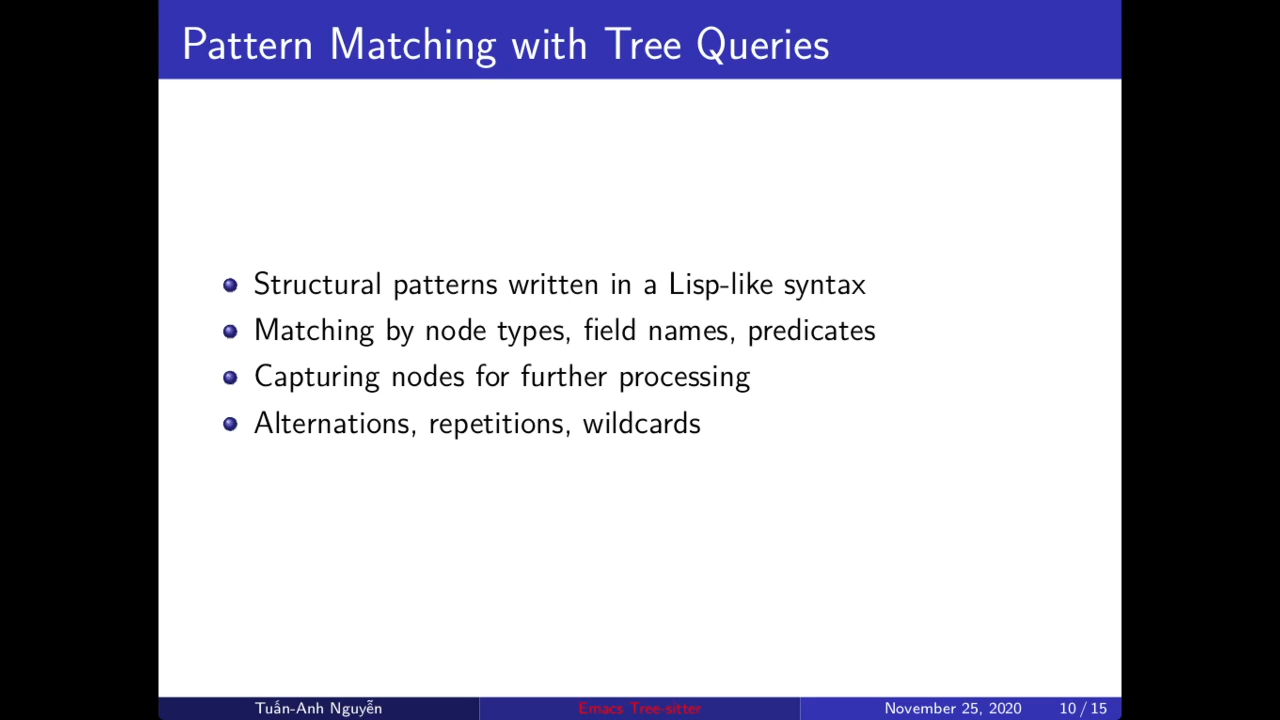 Pattern Matching with Tree Queries
Structural patterns written in a Lisp-like syntax
Matching by node types, field names, predicates
Capturing nodes for further processing
Alternations, repetitions, wildcards
Tuấn-Anh Nguyễn
Emacs Tree-sitter
November 25, 2020
10 / 15